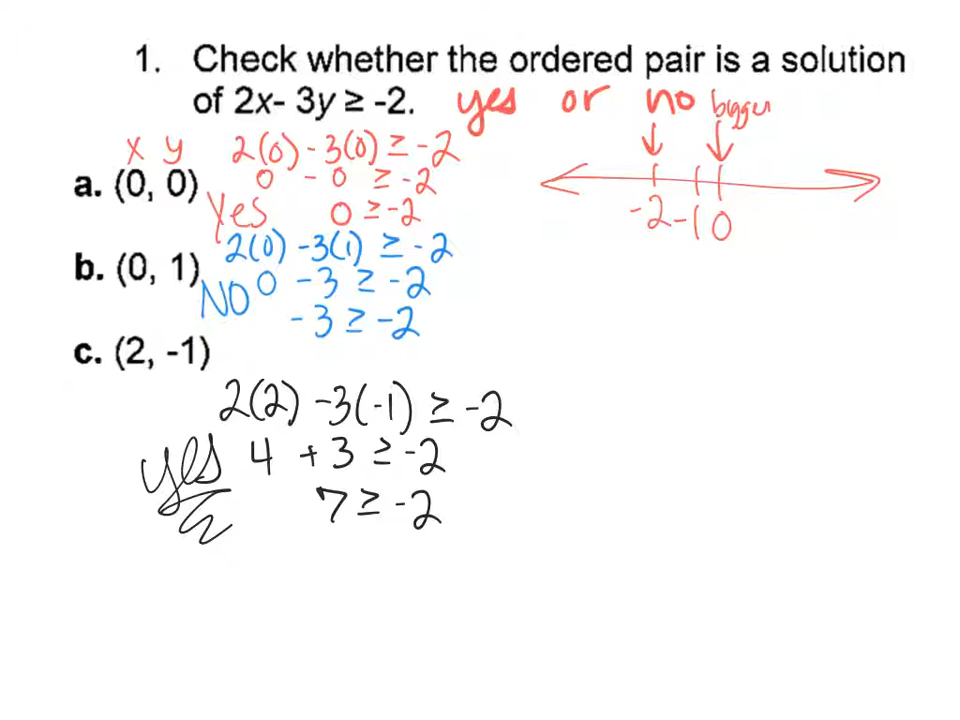 1. Check whether the ordered pair is a solution
of 2x- 3y ≥ -2. yes or no bigger
x y 2(0) - 3(0) ≥ -2
a. (0, 0) 0 - 0 ≥ -2
Yes 0 ≥ -2
-2 -1 0
2(0) -3(1) ≥ -2
b. (0, 1) NO 0 -3 ≥ -2
-3 ≥ -2
c. (2, -1)
2(2) -3(-1) ≥ -2
yes 4 +3 ≥ -2
7 ≥ -2